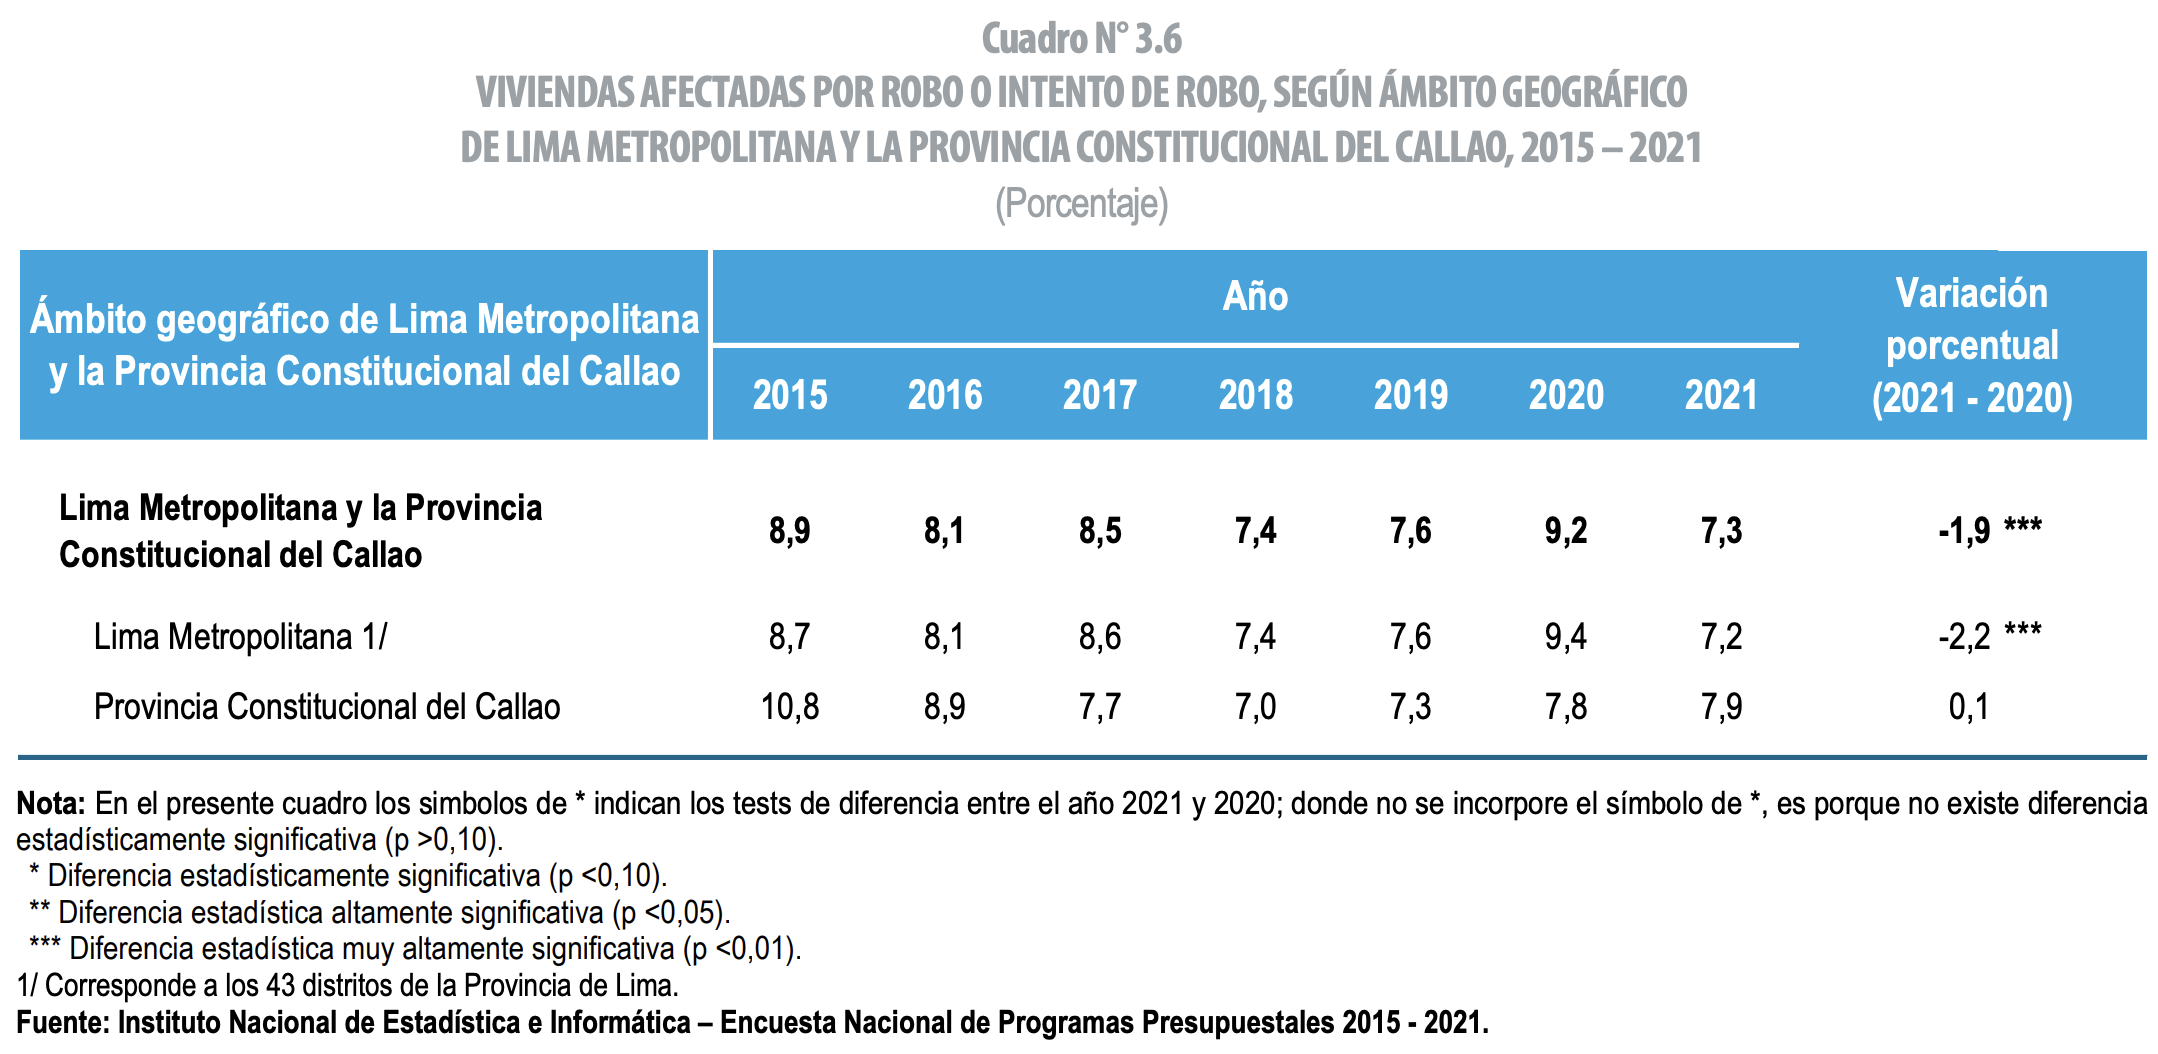 Cuadro N° 3.6
VIVIENDAS AFECTADAS POR ROBO O INTENTO DE ROBO, SEGÚN ÁMBITO GEOGRÁFICO
DE LIMA METROPOLITANA Y LA PROVINCIA CONSTITUCIONAL DEL CALLAO, 2015 – 2021
(Porcentaje)
Ámbito geográfico de Lima Metropolitana
y la Provincia Constitucional del Callao
Año
2015 2016 2017 2018 2019 2020 2021
Variación
porcentual
(2021 - 2020)
Lima Metropolitana y la Provincia
Constitucional del Callao
8,9 8,1 8,5 7,4 7,6 9,2 7,3 -1,9 ***
Lima Metropolitana 1/ 8,7 8,1 8,6 7,4 7,6 9,4 7,2 -2,2 ***
Provincia Constitucional del Callao 10,8 8,9 7,7 7,0 7,3 7,8 7,9 0,1
Nota: En el presente cuadro los simbolos de * indican los tests de diferencia entre el año 2021 y 2020; donde no se incorpore el símbolo de *, es porque no existe diferencia
estadísticamente significativa (p >0,10).
* Diferencia estadísticamente significativa (p <0,10).
** Diferencia estadística altamente significativa (p <0,05).
*** Diferencia estadística muy altamente significativa (p <0,01).
1/ Corresponde a los 43 distritos de la Provincia de Lima.
Fuente: Instituto Nacional de Estadística e Informática – Encuesta Nacional de Programas Presupuestales 2015 - 2021.